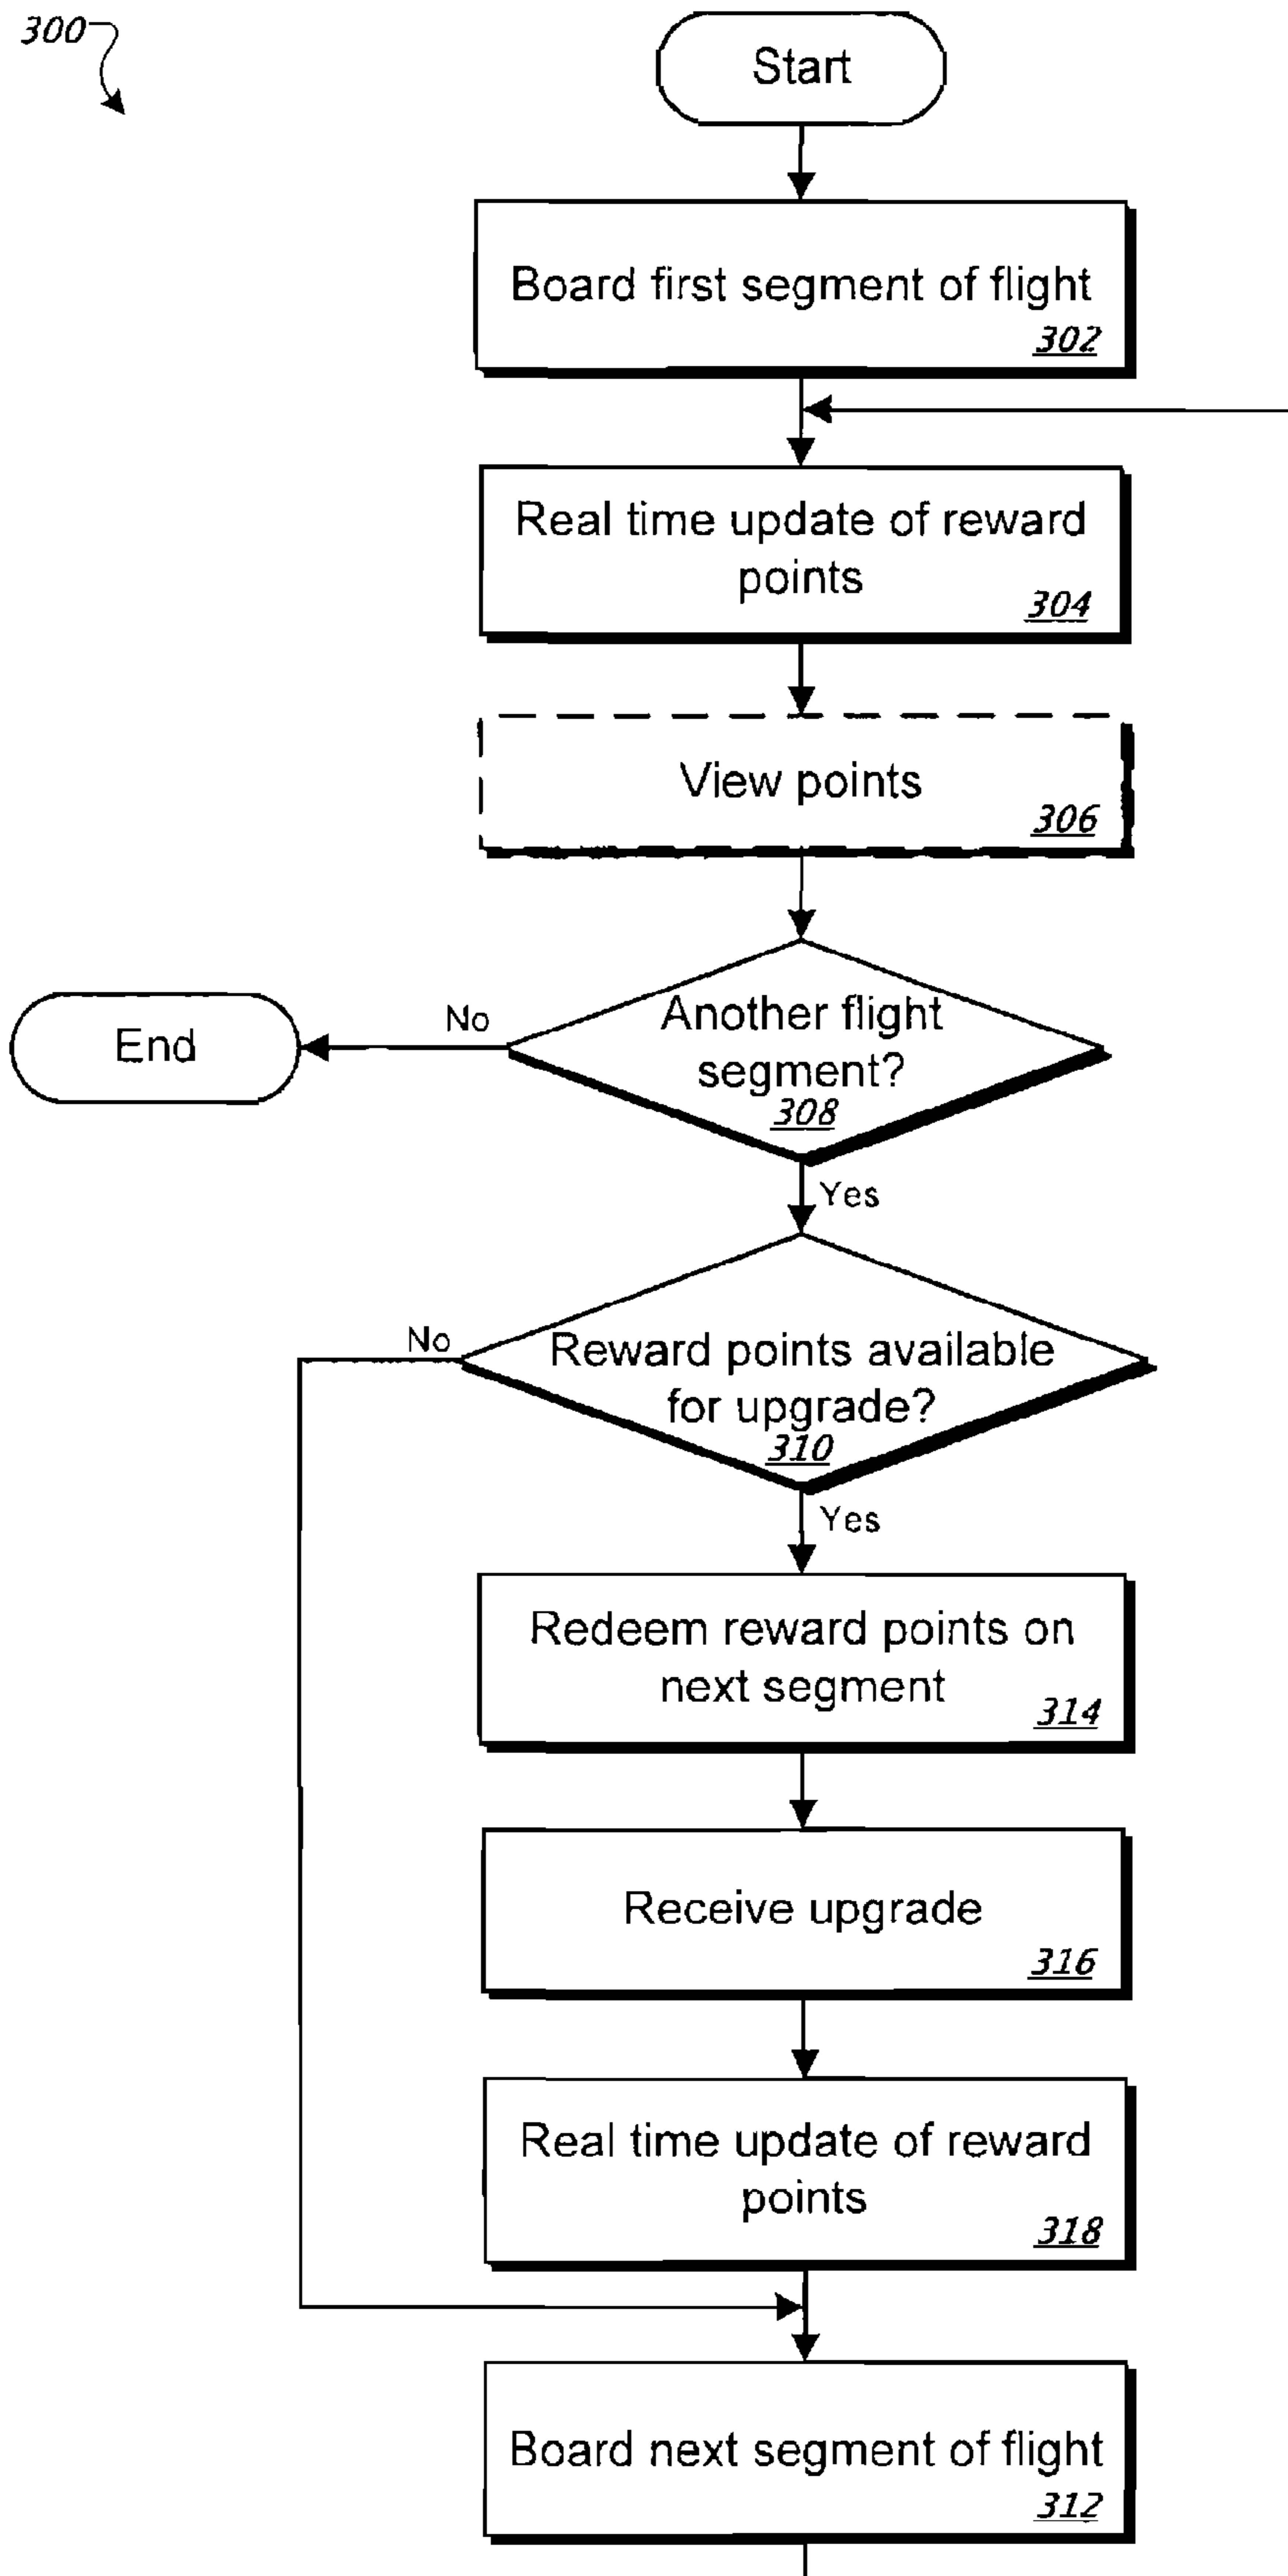 300
Start
Board first segment of flight
302
Real time update of reward
points
304
View points
306
Another flight
segment?
308
No
End
Yes
Reward points available
for upgrade?
310
No
Yes
Redeem reward points on
next segment
314
Receive upgrade
316
Real time update of reward
points
318
Board next segment of flight
312